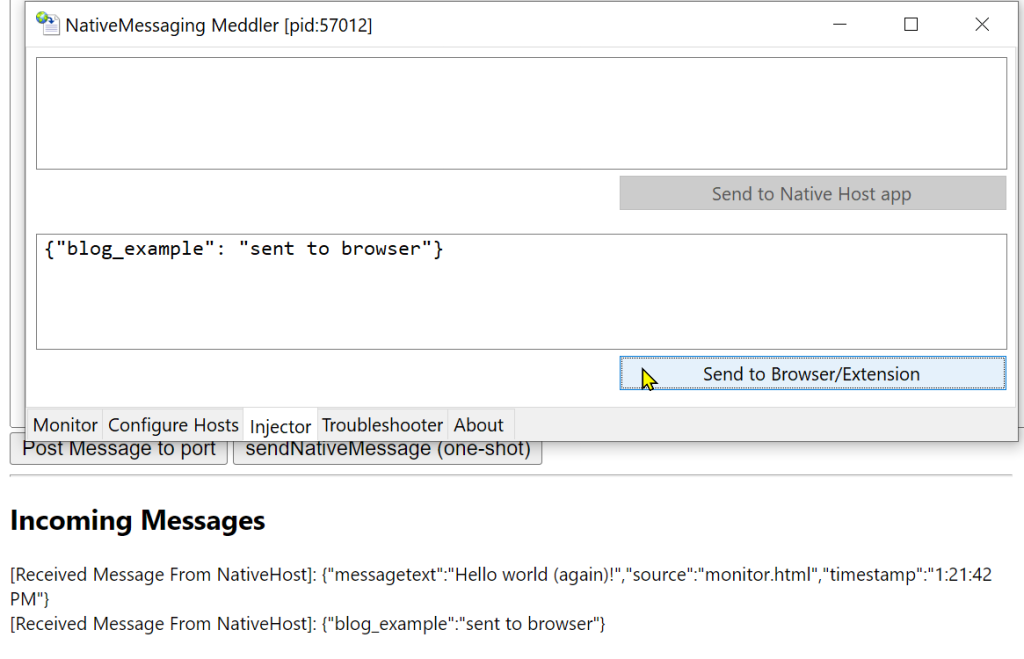 NativeMessaging Meddler [pid:57012]
Send to Native Host app
{"blog_example": "sent to browser"}
Send to Browser/Extension
Monitor Configure Hosts Injector Troubleshooter About
Post Message to port sendNativeMessage (one-shot)
Incoming Messages
[Received Message From NativeHost]: {"messagetext":"Hello world (again)!","source":"monitor.html","timestamp":"1:21:42
PM"}
[Received Message From NativeHost]: {"blog_example":"sent to browser"}